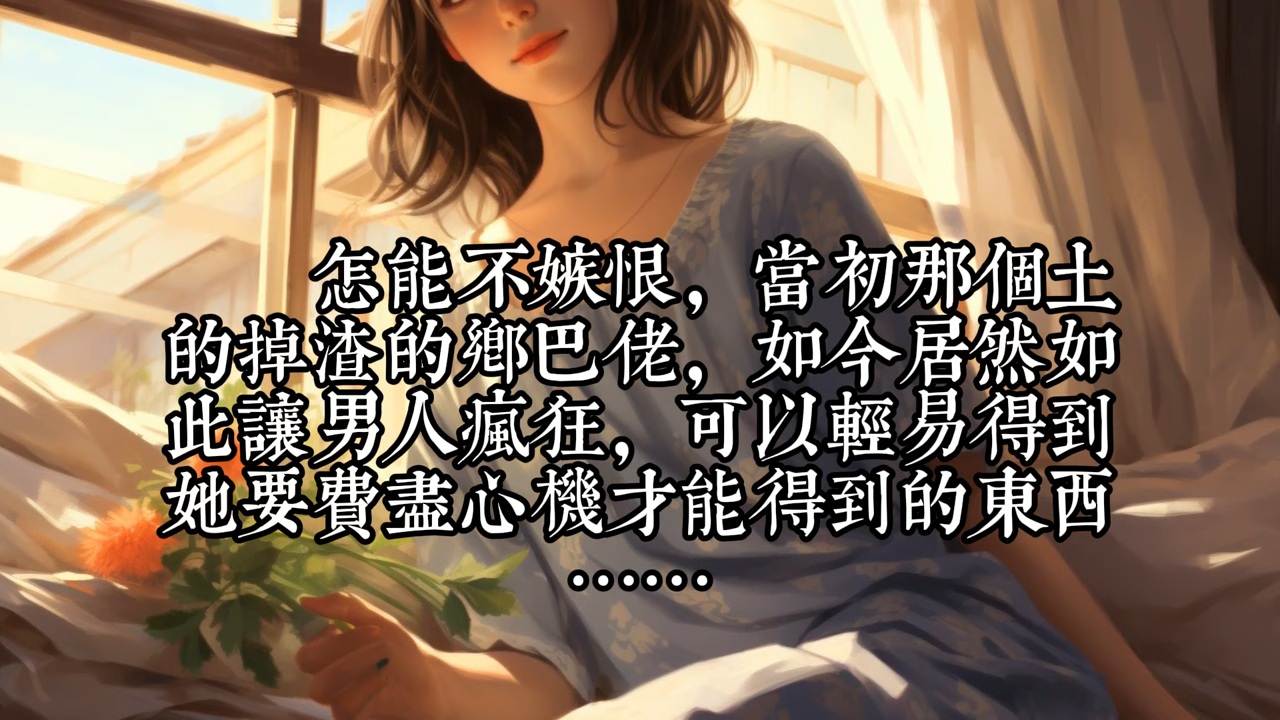 怎能不嫉恨，當初那個土
的掉渣的鄉巴佬，如今居然如
此讓男人瘋狂，可以輕易得到
她要費盡心機才能得到的東西
……